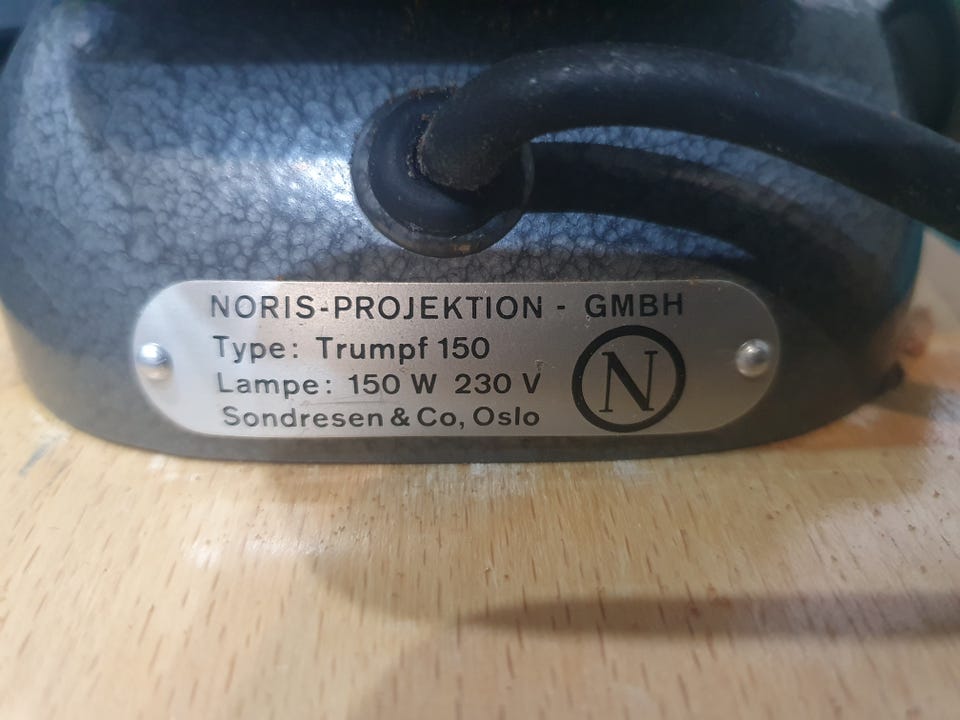 NORIS-PROJEKTION - GMBH
Type: Trumpf 150
Lampe: 150 W 230 V
Sondresen & Co, Oslo
N